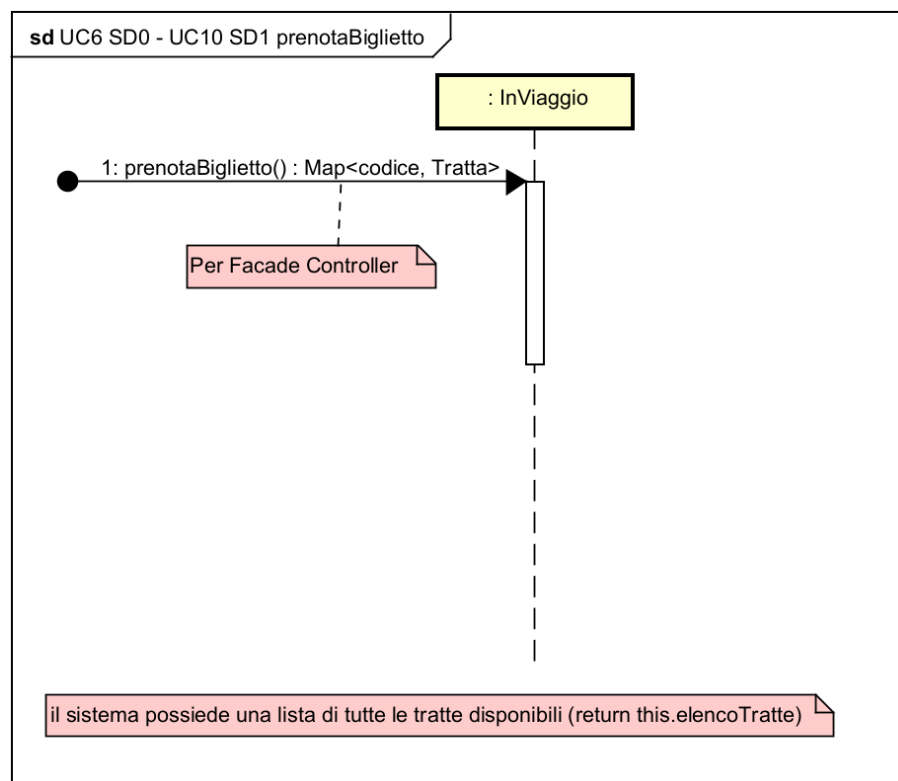 sd UC6 SD0 - UC10 SD1 prenotaBiglietto
: InViaggio
1: prenotaBiglietto() : Map<codice, Tratta>
Per Facade Controller
il sistema possiede una lista di tutte le tratte disponibili (return this.elencoTratte)